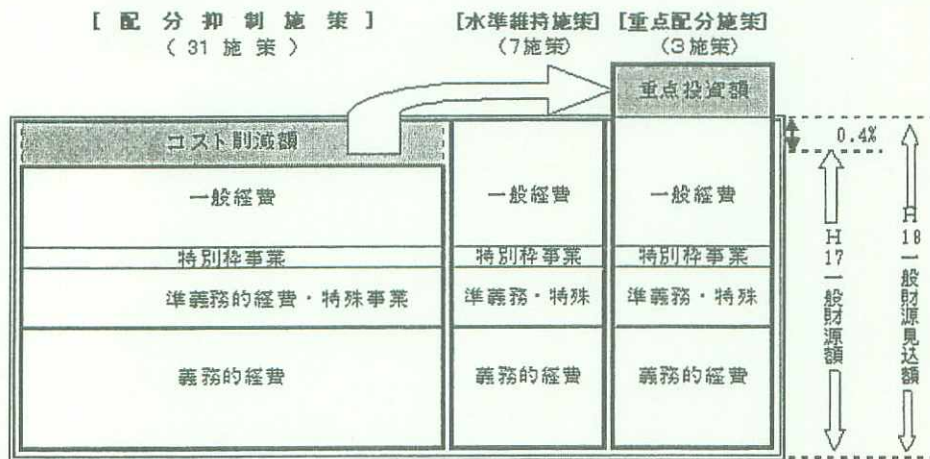 [ 配 分 抑 制 施 策 ]
( 31 施 策 )
[水準維持施策]
(7施策)
[重点配分施策]
(3施策)
重点投資額
コスト削減額
0.4%
一般経費
一般経費
一般経費
特別枠事業
特別枠事業
特別枠事業
準義務的経費・特殊事業
準義務・特殊
準義務・特殊
義務的経費
義務的経費
義務的経費
H17一般財源額
H18一般財源見込額